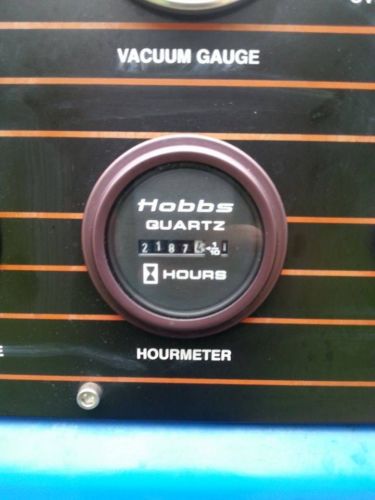 VACUUM GAUGE
Hobbs
QUARTZ
2187
HOURS
HOURMETER